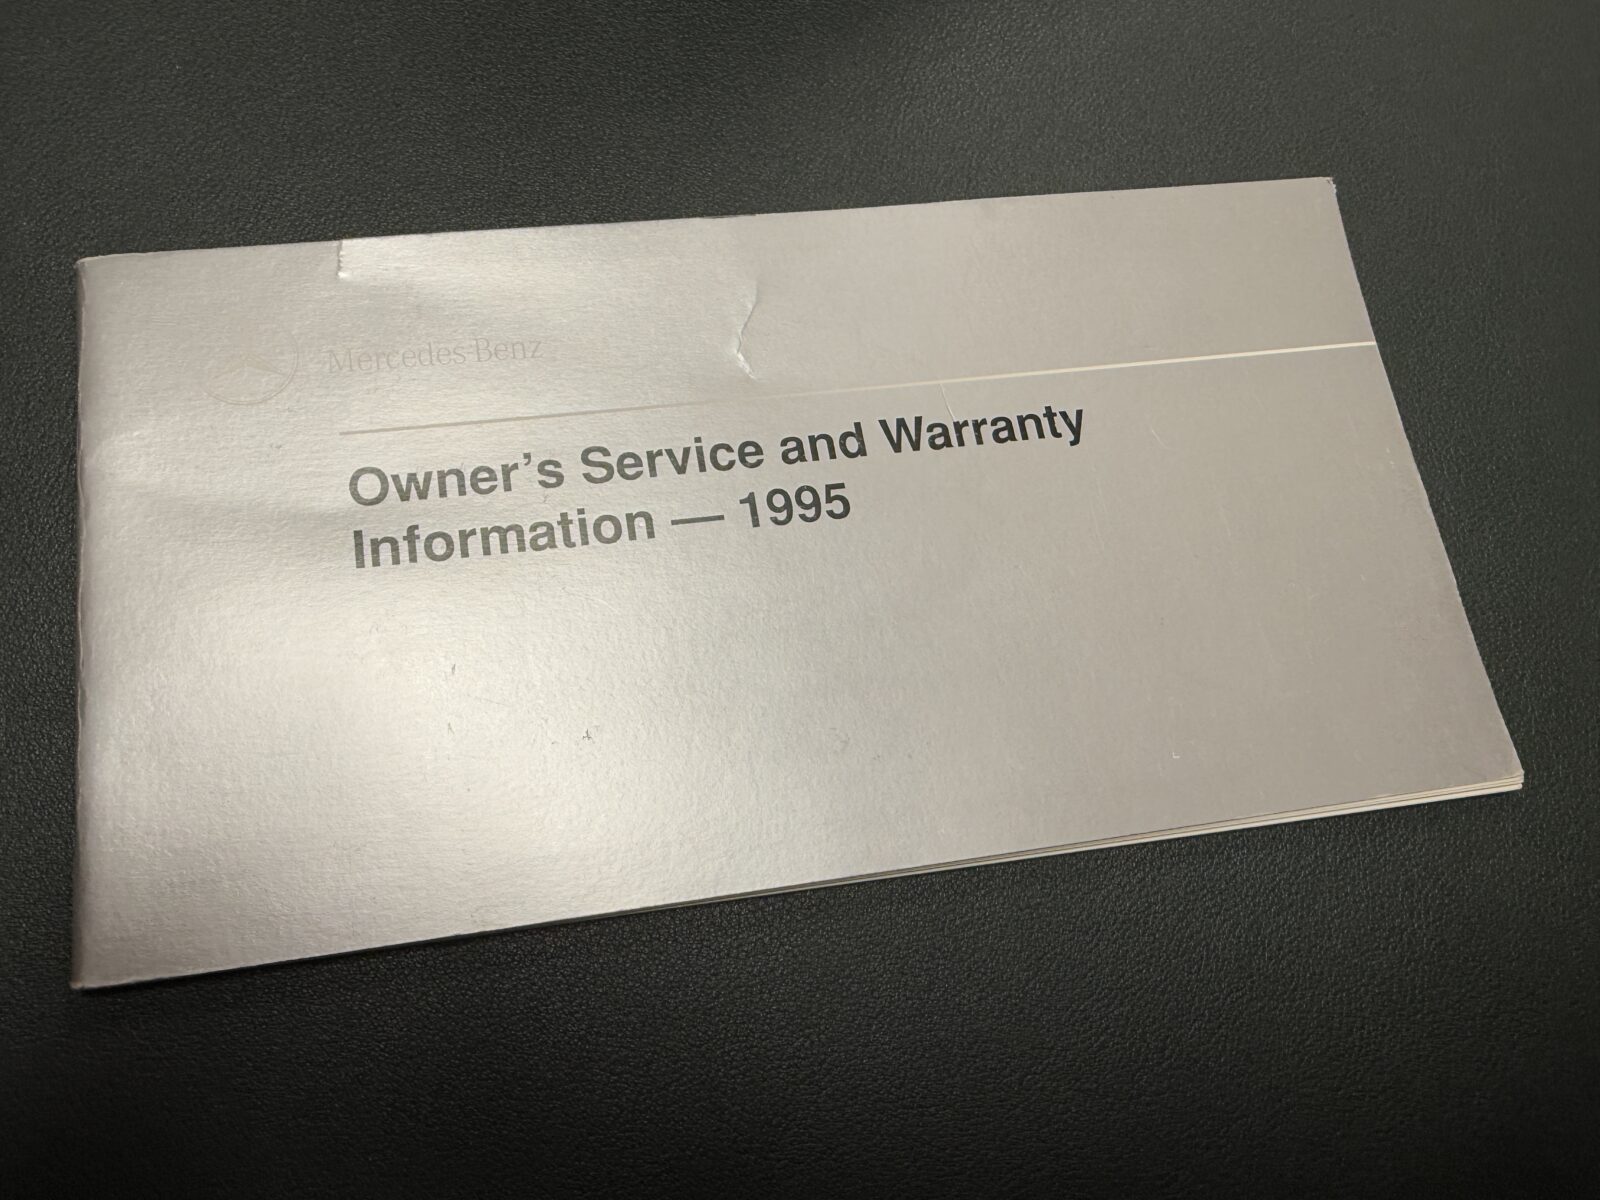 Mercedes-Benz
Owner’s Service and Warranty
Information — 1995